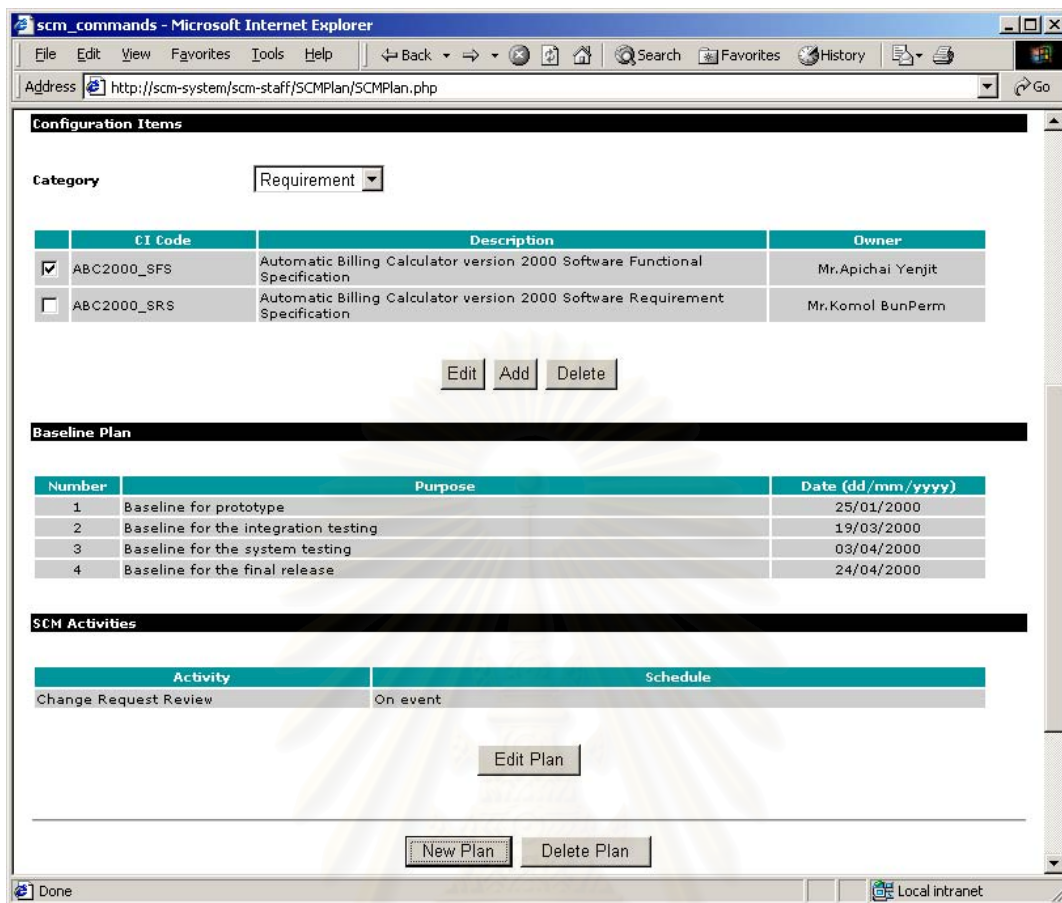 scm_commands - Microsoft Internet Explorer
File Edit View Favorites Tools Help Back Search Favorites History
Address http://scm-system/scm-staff/SCMPlan/SCMPlan.php Go
Configuration Items
Category Requirement
CI Code Description Owner
ABC2000_SFS Automatic Billing Calculator version 2000 Software Functional
Specification Mr.Apichai Yenjit
ABC2000_SRS Automatic Billing Calculator version 2000 Software Requirement
Specification Mr.Komol BunPerm
Edit Add Delete
Baseline Plan
Number Purpose Date (dd/mm/yyyy)
1 Baseline for prototype 25/01/2000
2 Baseline for the integration testing 19/03/2000
3 Baseline for the system testing 03/04/2000
4 Baseline for the final release 24/04/2000
SCM Activities
Activity Schedule
Change Request Review On event
Edit Plan
New Plan Delete Plan
Done Local intranet